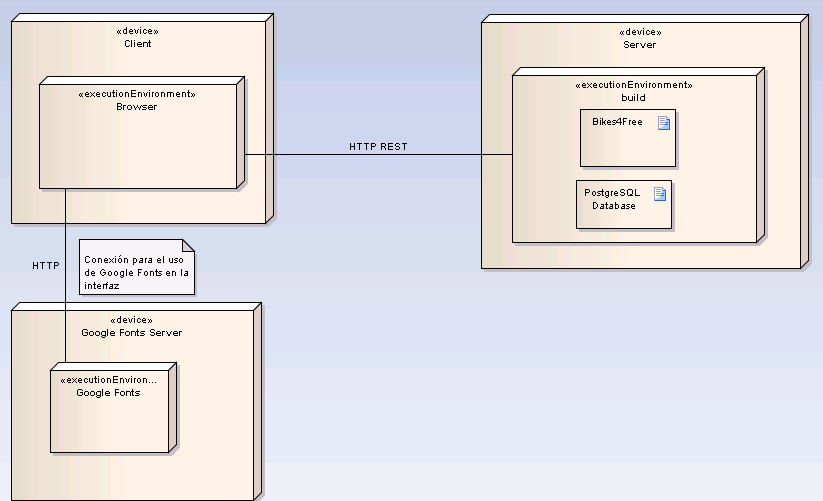 «device»
Client
«executionEnvironment»
Browser
HTTP REST
«device»
Server
«executionEnvironment»
build
Bikes4Free
PostgreSQL
Database
HTTP
Conexión para el uso
de Google Fonts en la
interfaz
«device»
Google Fonts Server
«executionEnviron...
Google Fonts